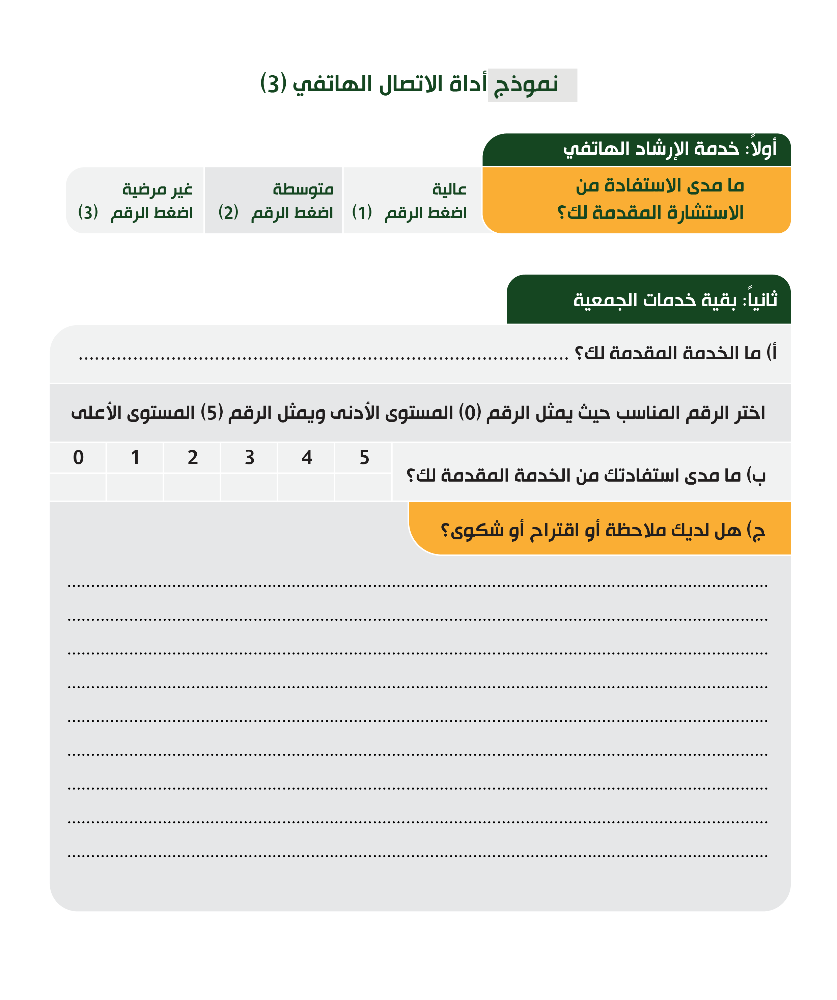 نموذج أداة الاتصال الهاتفي (3)
أولاً: خدمة الإرشاد الهاتفي
ما مدى الاستفادة من
الاستشارة المقدمة لك؟
عالية
اضغط الرقم (1)
متوسطة
اضغط الرقم (2)
غير مرضية
اضغط الرقم (3)
ثانياً: بقية خدمات الجمعية
أ) ما الخدمة المقدمة لك؟ ..........................................................................................
اختر الرقم المناسب حيث يمثل الرقم (0) المستوى الأدنى ويمثل الرقم (5) المستوى الأعلى
ب) ما مدى استفادتك من الخدمة المقدمة لك؟
5 4 3 2 1 0
ج) هل لديك ملاحظة أو اقتراح أو شكوى؟